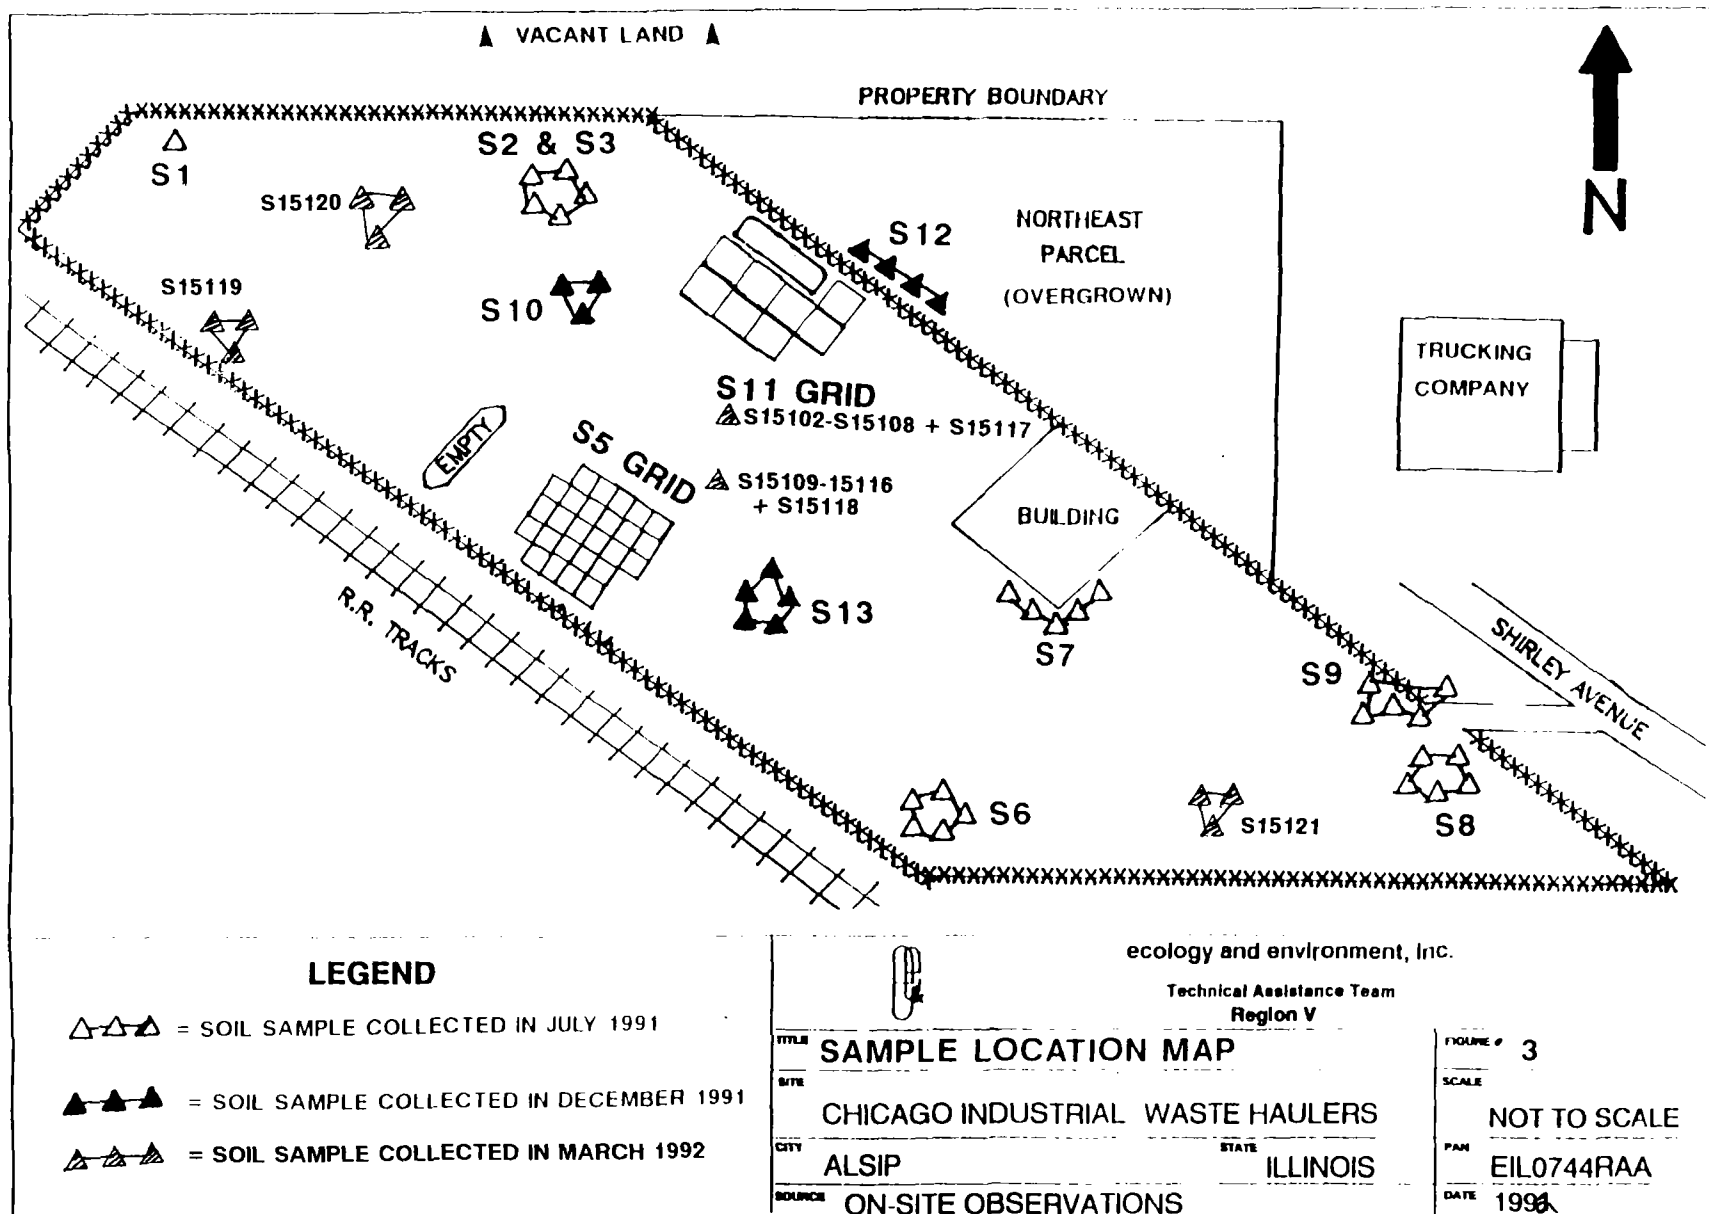 VACANT LAND
PROPERTY BOUNDARY
S1
S2 & S3
S15120
S12
NORTHEAST
PARCEL
(OVERGROWN)
N
S15119
S10
TRUCKING
COMPANY
S11 GRID
S15102-S15108 + S15117
EMPTY
S5 GRID
S15109-15116
+ S15118
BUILDING
R.R. TRACKS
S13
S7
S9
SHIRLEY AVENUE
S6
S15121
S8
LEGEND
= SOIL SAMPLE COLLECTED IN JULY 1991
= SOIL SAMPLE COLLECTED IN DECEMBER 1991
= SOIL SAMPLE COLLECTED IN MARCH 1992
ecology and environment, Inc.
Technical Assistance Team
Region V
TITLE SAMPLE LOCATION MAP
FIGURE # 3
SITE
CHICAGO INDUSTRIAL WASTE HAULERS
SCALE
NOT TO SCALE
CITY ALSIP
STATE ILLINOIS
PAN EIL0744RAA
SOURCE ON-SITE OBSERVATIONS
DATE